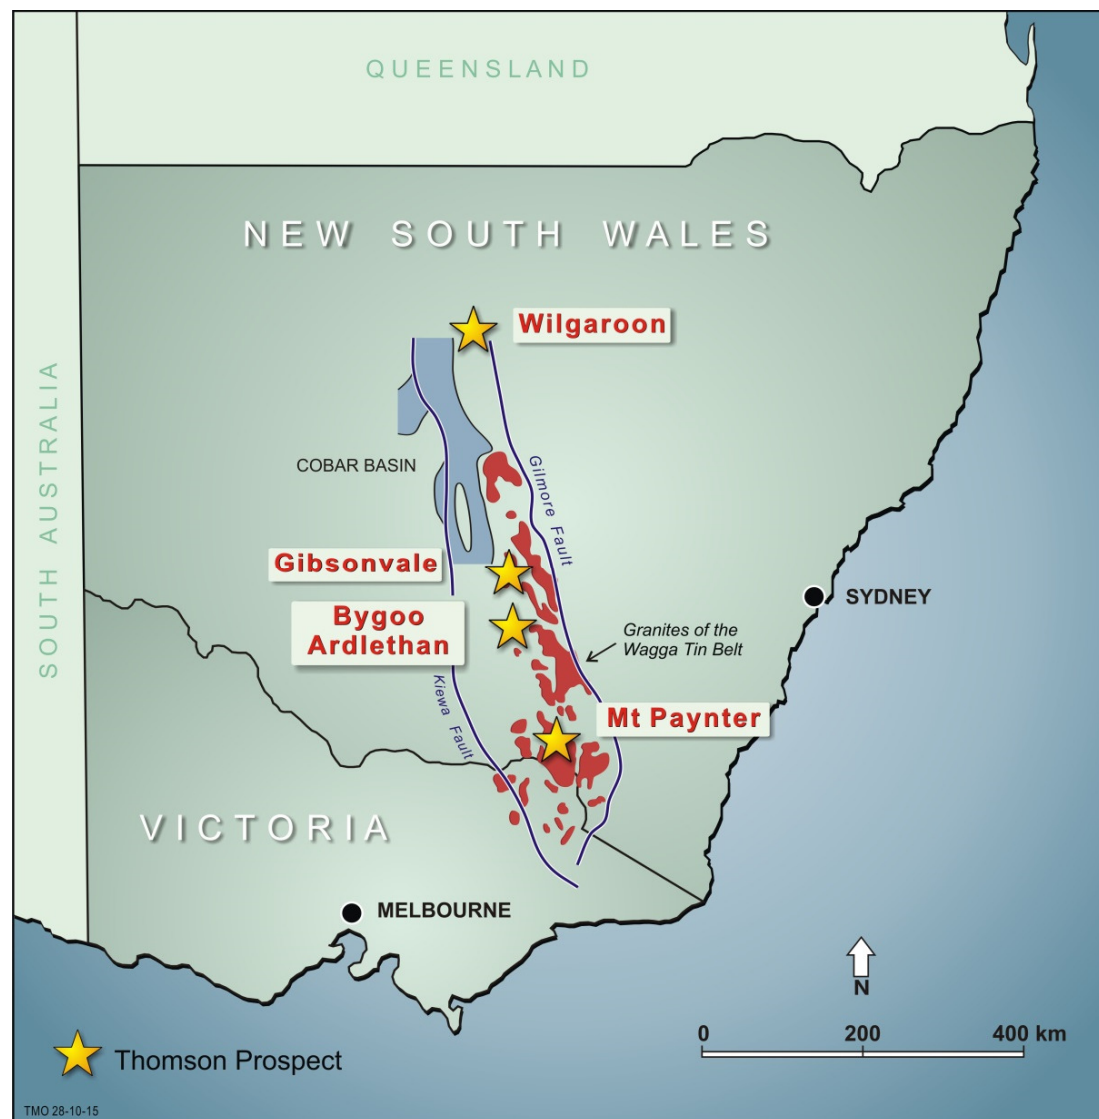 QUEENSLAND
NEW SOUTH WALES
SOUTH AUSTRALIA
Wilgaroon
COBAR BASIN
Gilmore Fault
Gibsonvale
Bygoo
Ardlethan
SYDNEY
Granites of the
Wagga Tin Belt
Kiewa Fault
Mt Paynter
VICTORIA
MELBOURNE
N
0 200 400 km
Thomson Prospect
TMO 28-10-15